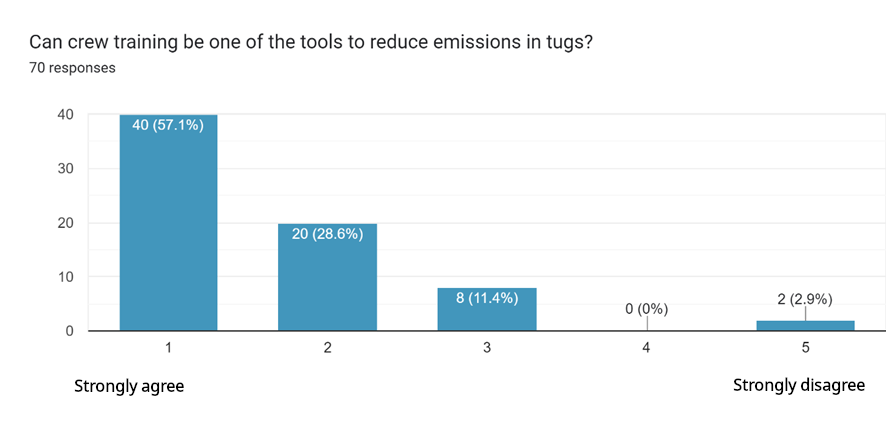 Can crew training be one of the tools to reduce emissions in tugs?
70 responses
40
30
20
10
0
40 (57.1%)
20 (28.6%)
8 (11.4%)
0 (0%)
2 (2.9%)
1 2 3 4 5
Strongly agree Strongly disagree